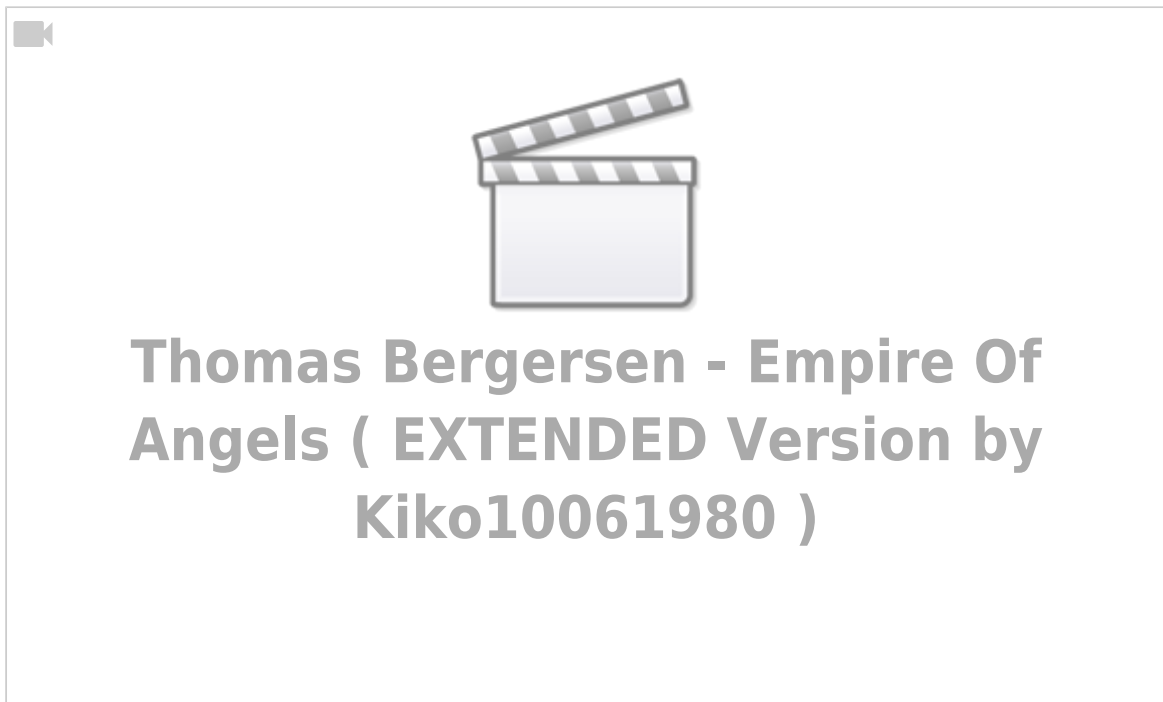 Thomas Bergersen - Empire Of
Angels ( EXTENDED Version by
Kiko10061980 )